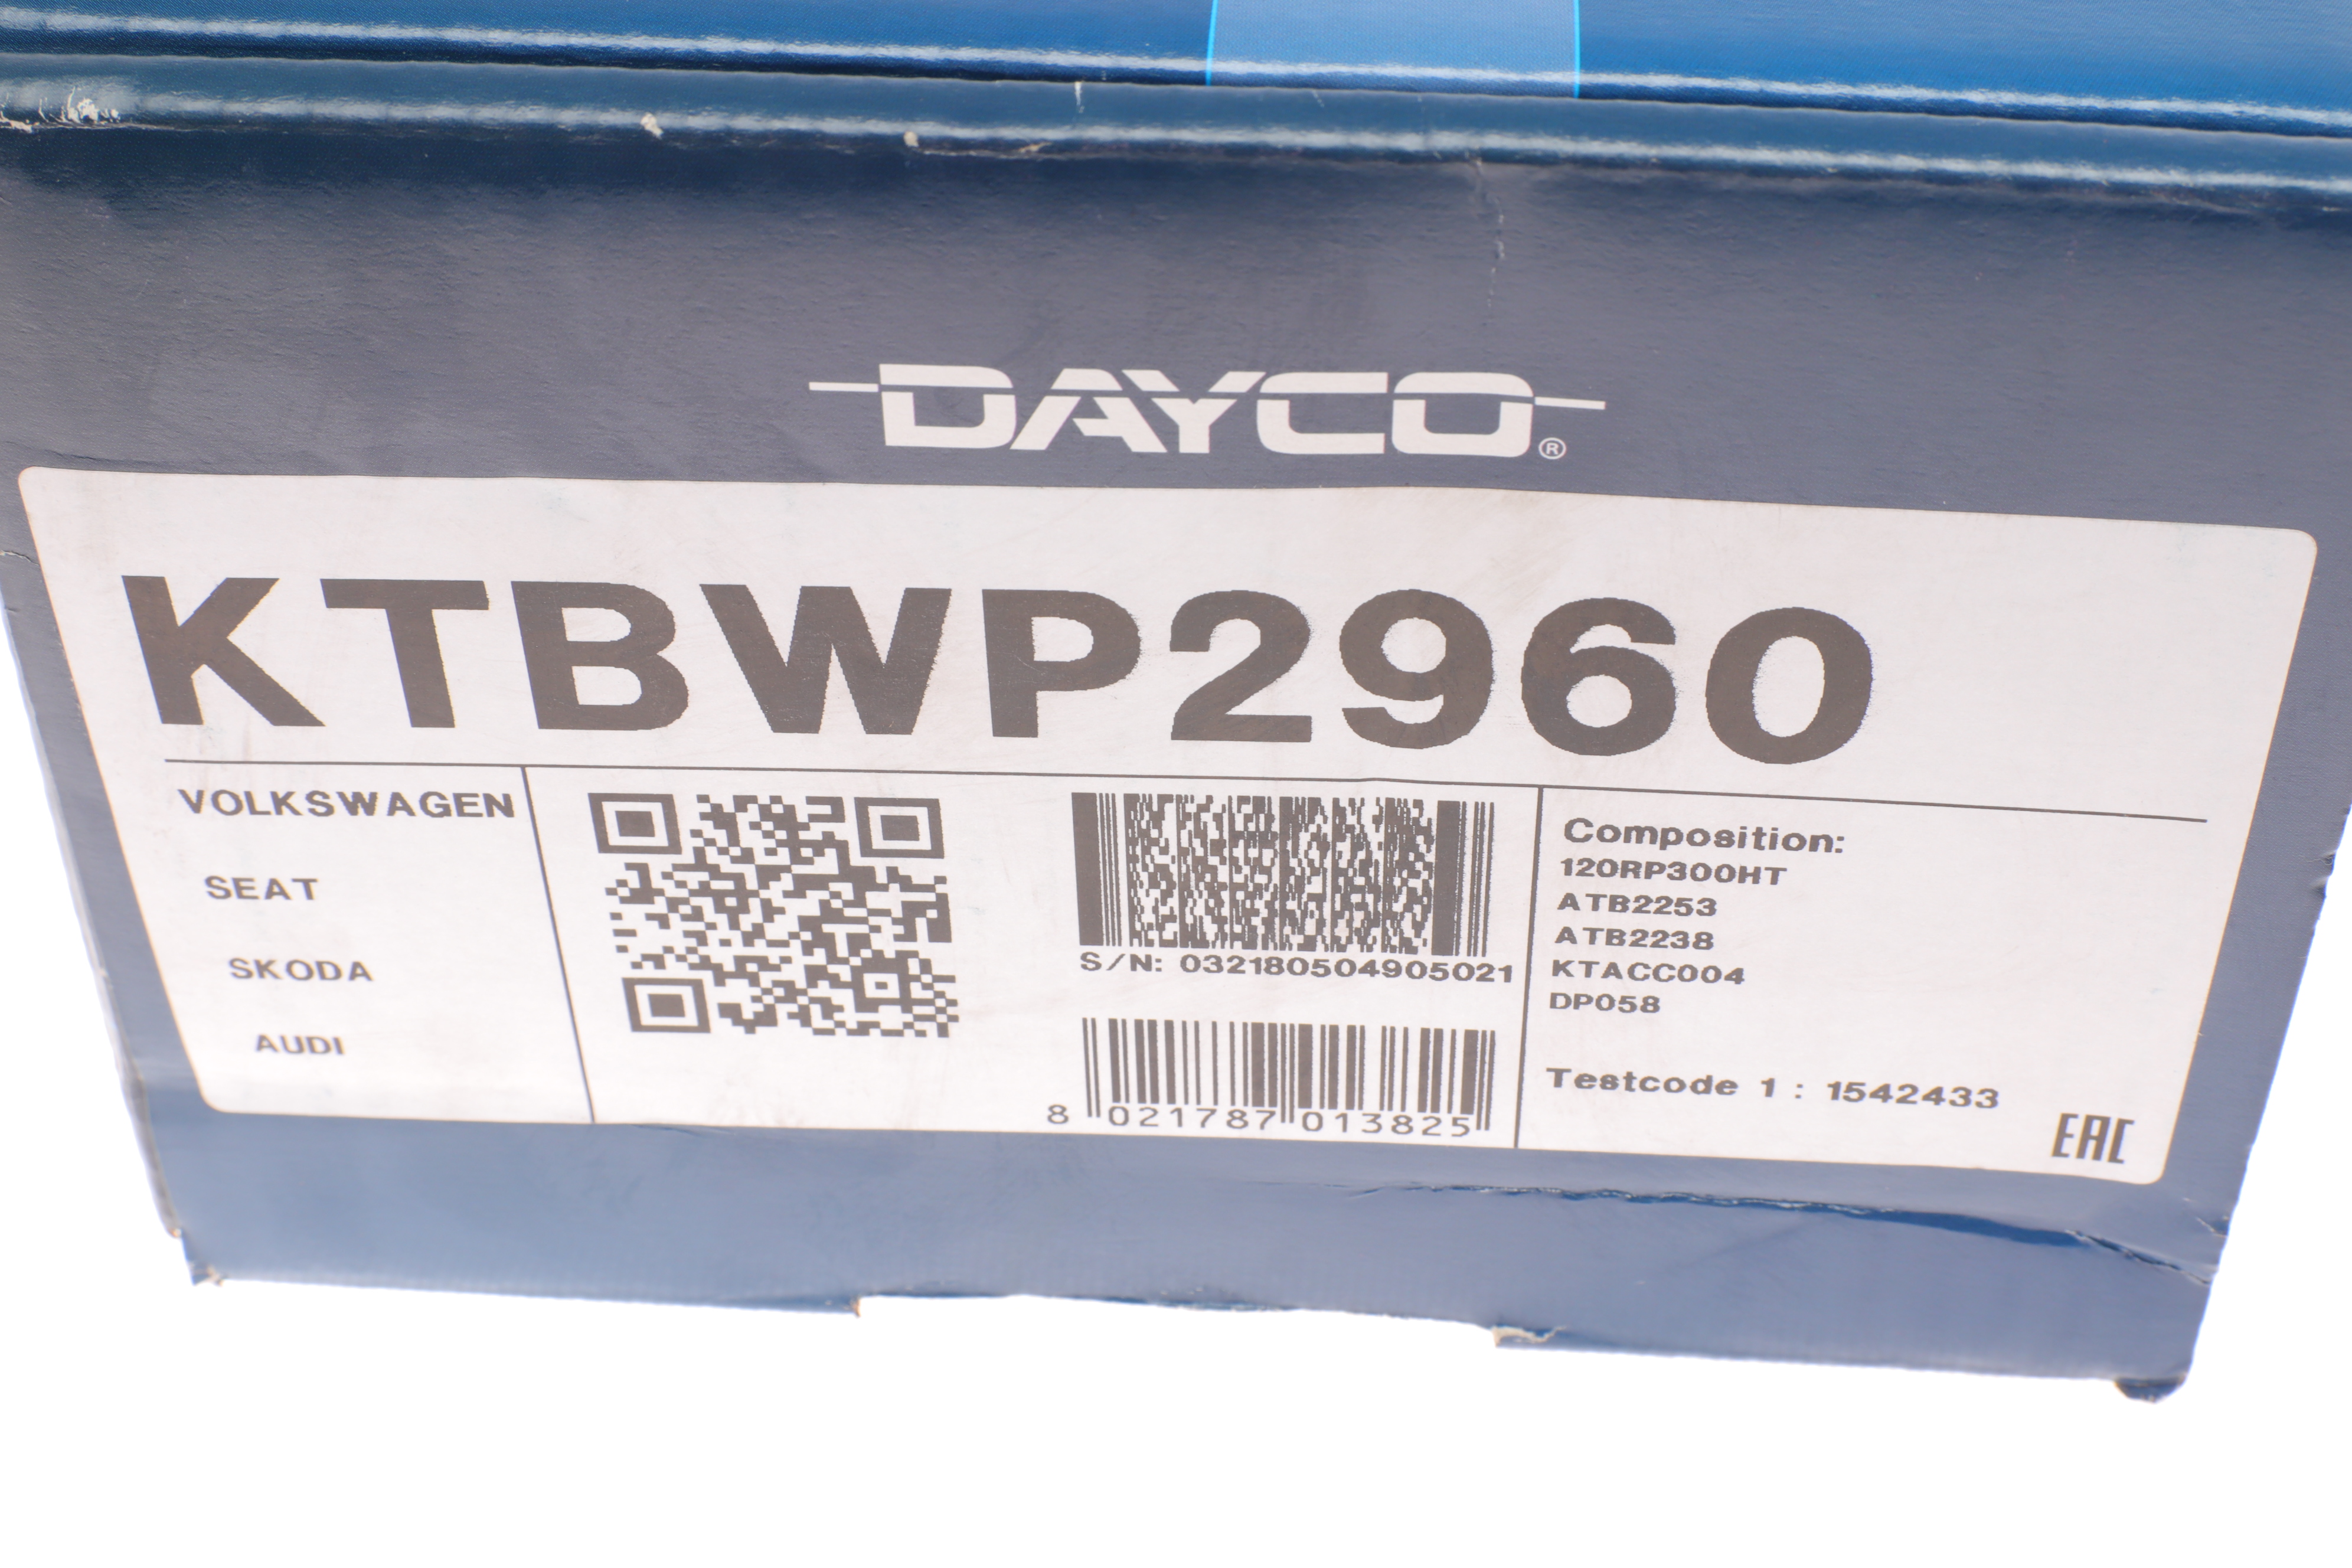 DAYCO®
KTBWP2960
VOLKSWAGEN
SEAT
SKODA
AUDI
S/N: 032180504905021
8 021787 013825
Composition:
120RP300HT
ATB2253
ATB2238
KTACC004
DP058
Testcode 1 : 1542433
EAC